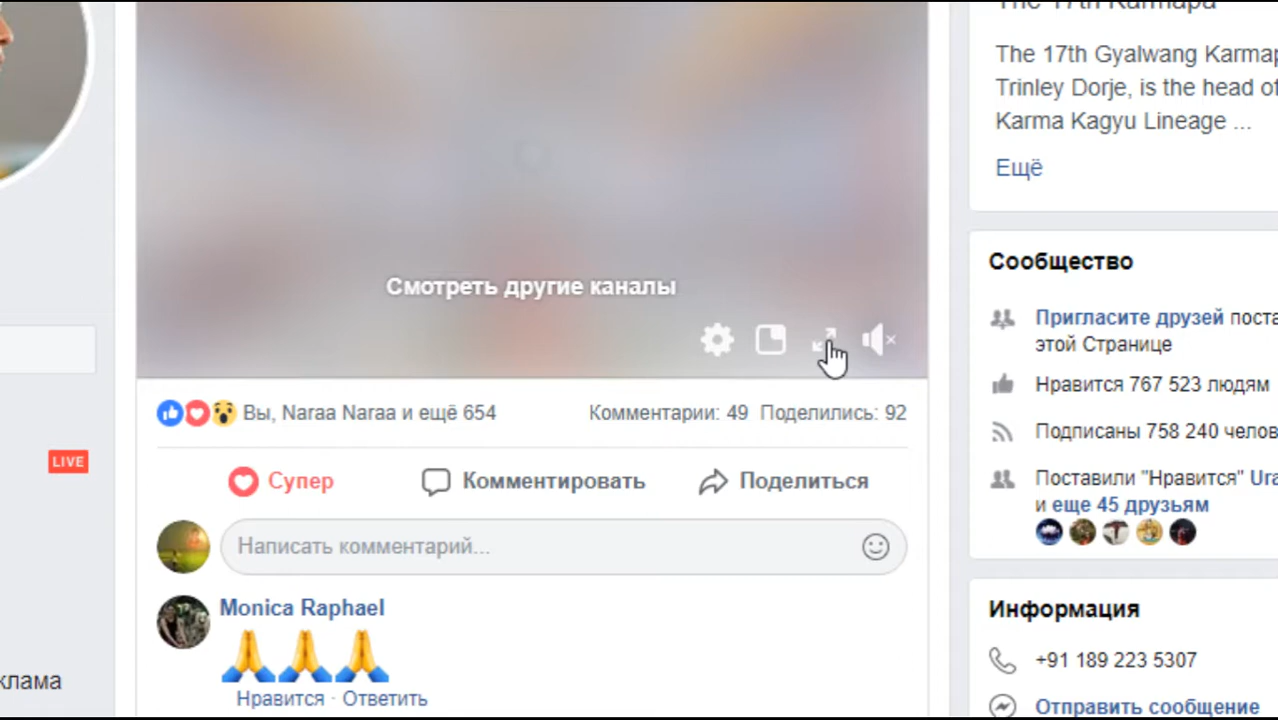 The 17th Karmapa
The 17th Gyalwang Karmap
Trinley Dorje, is the head of
Karma Kagyu Lineage ...
Ещё
Смотреть другие каналы
Вы, Naraa Naraa и ещё 654
Комментарии: 49 Поделились: 92
Супер
Комментировать
Поделиться
Написать комментарий...
Monica Raphael
Нравится · Ответить
LIVE
клама
Сообщество
Пригласите друзей поста
этой Странице
Нравится 767 523 людям
Подписаны 758 240 челов
Поставили "Нравится" Ura
и еще 45 друзьям
Информация
+91 189 223 5307
Отправить сообщение